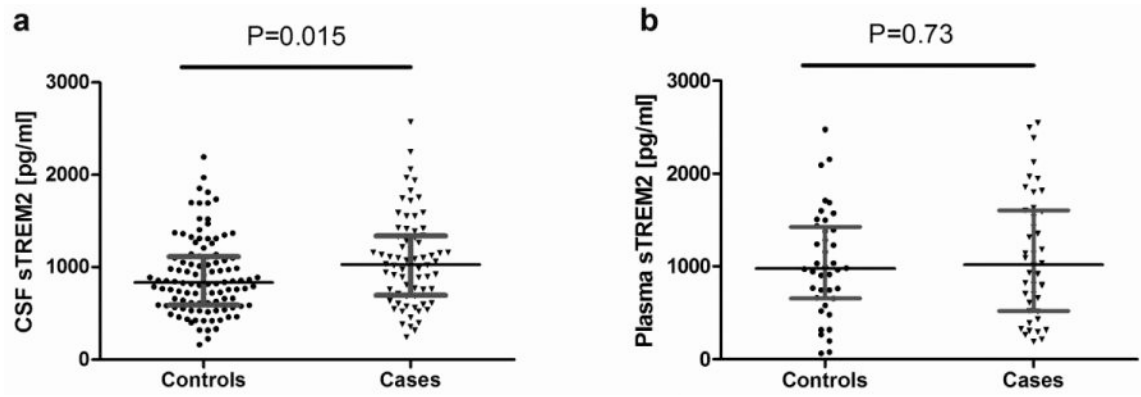 a
P=0.015
CSF sTREM2 [pg/ml]
3000
2000
1000
0
Controls
Cases
b
P=0.73
Plasma sTREM2 [pg/ml]
3000
2000
1000
0
Controls
Cases